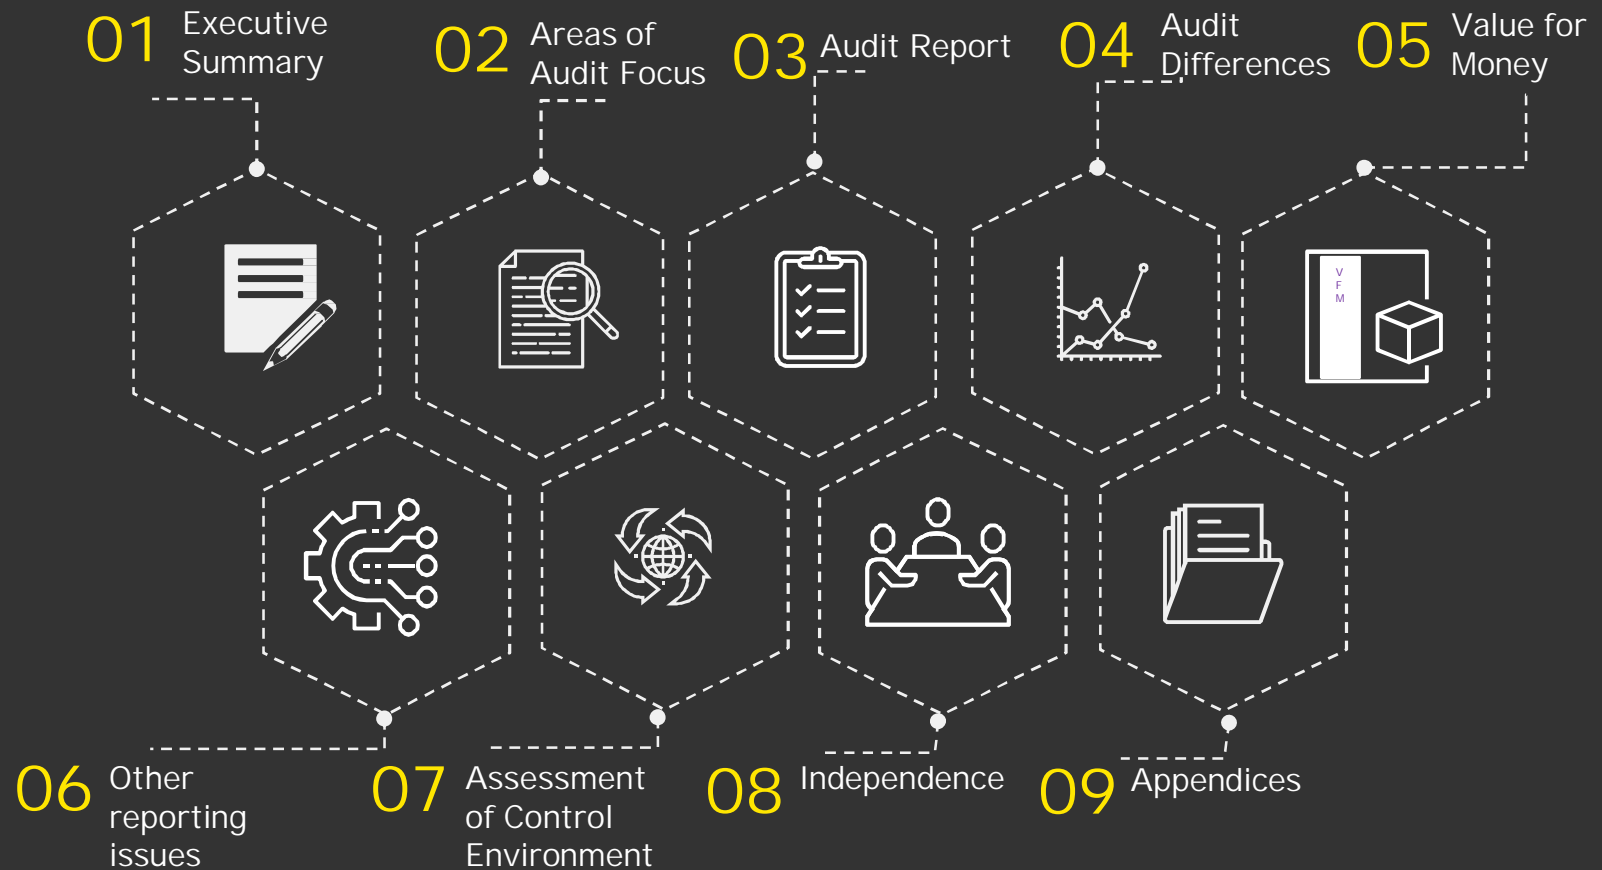 01 Executive
Summary
02 Areas of
Audit Focus
03 Audit Report
04 Audit
Differences
05 Value for
Money
V
F
M
06 Other
reporting
issues
07 Assessment
of Control
Environment
08 Independence
09 Appendices